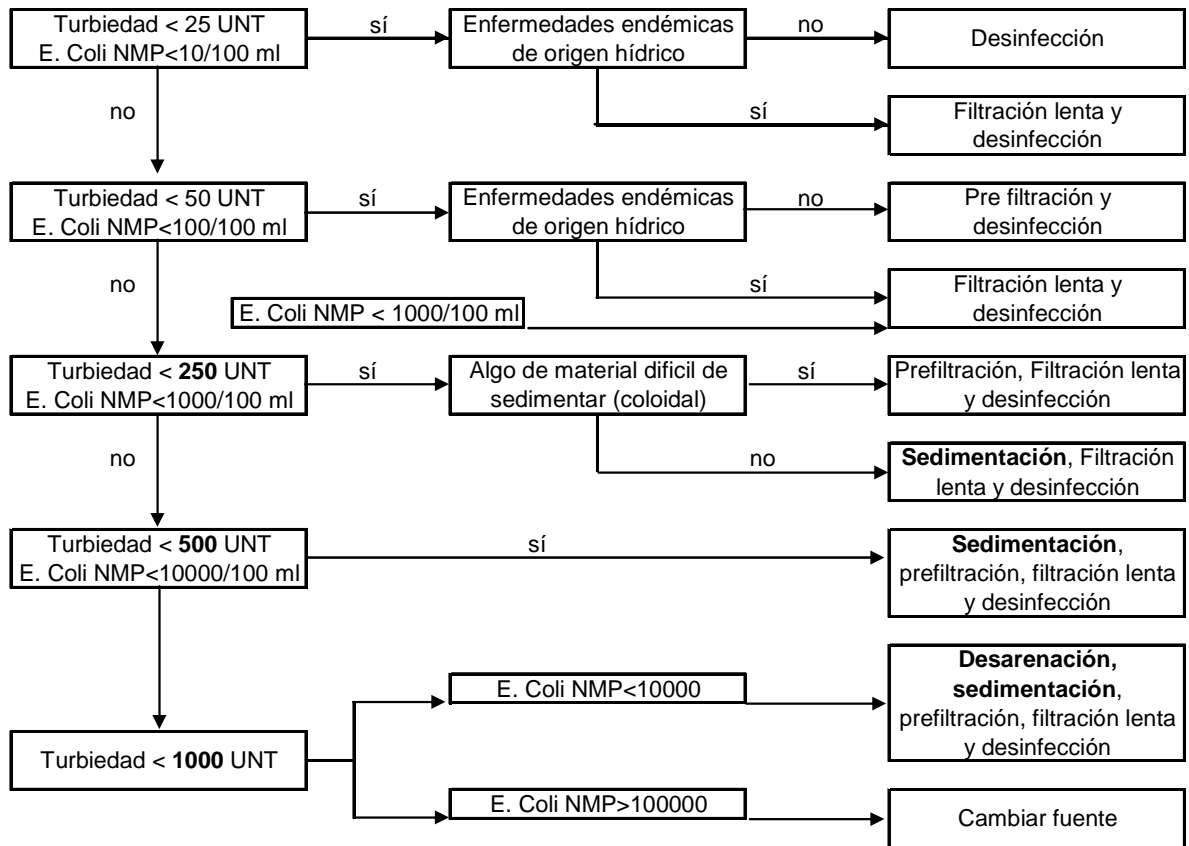 Turbiedad < 25 UNT
E. Coli NMP<10/100 ml
sí
Enfermedades endémicas
de origen hídrico
no
Desinfección
no
sí
Filtración lenta y
desinfección
Turbiedad < 50 UNT
E. Coli NMP<100/100 ml
sí
Enfermedades endémicas
de origen hídrico
no
Pre filtración y
desinfección
no
sí
Filtración lenta y
desinfección
E. Coli NMP < 1000/100 ml
Turbiedad < 250 UNT
E. Coli NMP<1000/100 ml
sí
Algo de material dificil de
sedimentar (coloidal)
sí
Prefiltración, Filtración lenta
y desinfección
no
no
Sedimentación, Filtración
lenta y desinfección
Turbiedad < 500 UNT
E. Coli NMP<10000/100 ml
sí
Sedimentación,
prefiltración, filtración lenta
y desinfección
E. Coli NMP<10000
Desarenación,
sedimentación,
prefiltración, filtración lenta
y desinfección
Turbiedad < 1000 UNT
E. Coli NMP>100000
Cambiar fuente